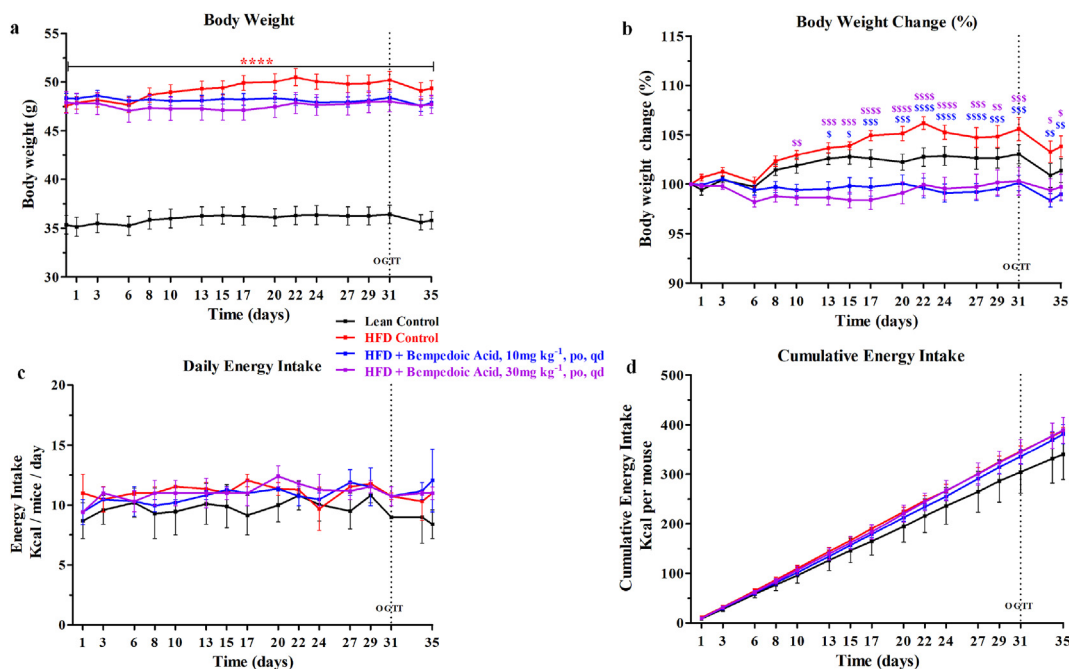 a
Body Weight
****
Body weight (g)
55
50
45
40
35
30
OGTT
1 3 6 8 10 13 15 17 20 22 24 27 29 31 35
Time (days)
b
Body Weight Change (%)
Body weight change (%)
115
110
105
100
95
90
$$
$$$
$
$$$
$
$$$$
$$$
$$$$
$$$
$$$$
$$$$
$$$$
$$$$
$$$
$$$$
$$
$$$
$$$
$$$
$
$$
$
$$
OGTT
1 3 6 8 10 13 15 17 20 22 24 27 29 31 35
Time (days)
Lean Control
HFD Control
HFD + Bempedoic Acid, 10mg kg⁻¹, po, qd
HFD + Bempedoic Acid, 30mg kg⁻¹, po, qd
c
Daily Energy Intake
Energy Intake
Kcal / mice / day
20
15
10
5
0
OGTT
1 3 6 8 10 13 15 17 20 22 24 27 29 31 35
Time (days)
d
Cumulative Energy Intake
Cumulative Energy Intake
Kcal per mouse
500
400
300
200
100
0
OGTT
1 3 6 8 10 13 15 17 20 22 24 27 29 31 35
Time (days)